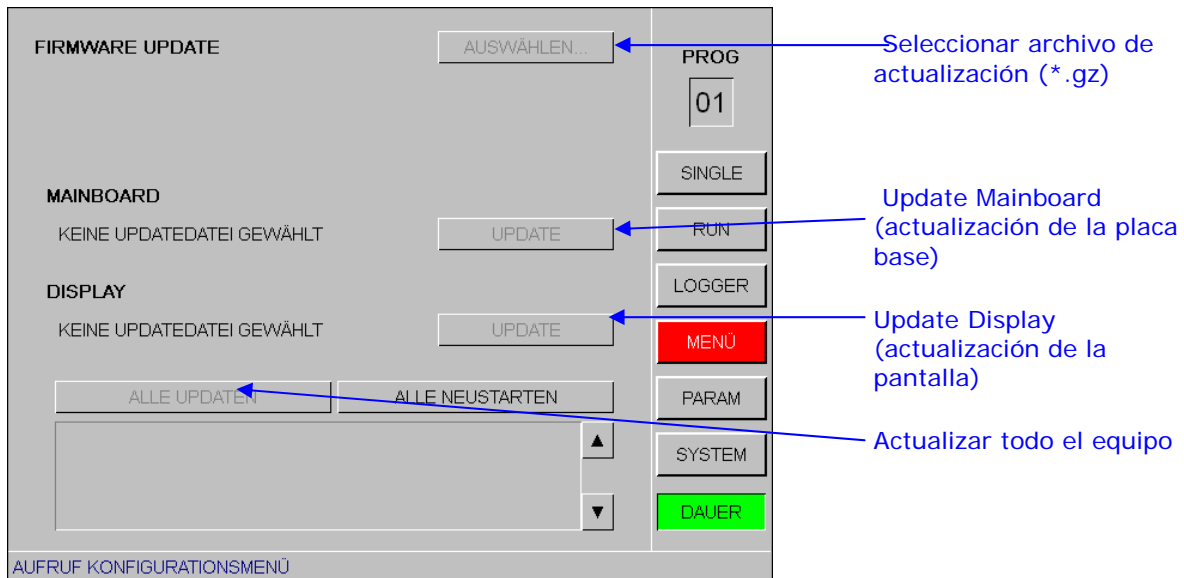 FIRMWARE UPDATE
AUSWÄHLEN...
MAINBOARD
KEINE UPDATEDATEI GEWÄHLT
UPDATE
DISPLAY
KEINE UPDATEDATEI GEWÄHLT
UPDATE
ALLE UPDATEN
ALLE NEUSTARTEN
AUFRUF KONFIGURATIONSMENÜ
PROG
01
SINGLE
RUN
LOGGER
MENÜ
PARAM
SYSTEM
DAUER
Seleccionar archivo de
actualización (*.gz)
Update Mainboard
(actualización de la placa
base)
Update Display
(actualización de la
pantalla)
Actualizar todo el equipo